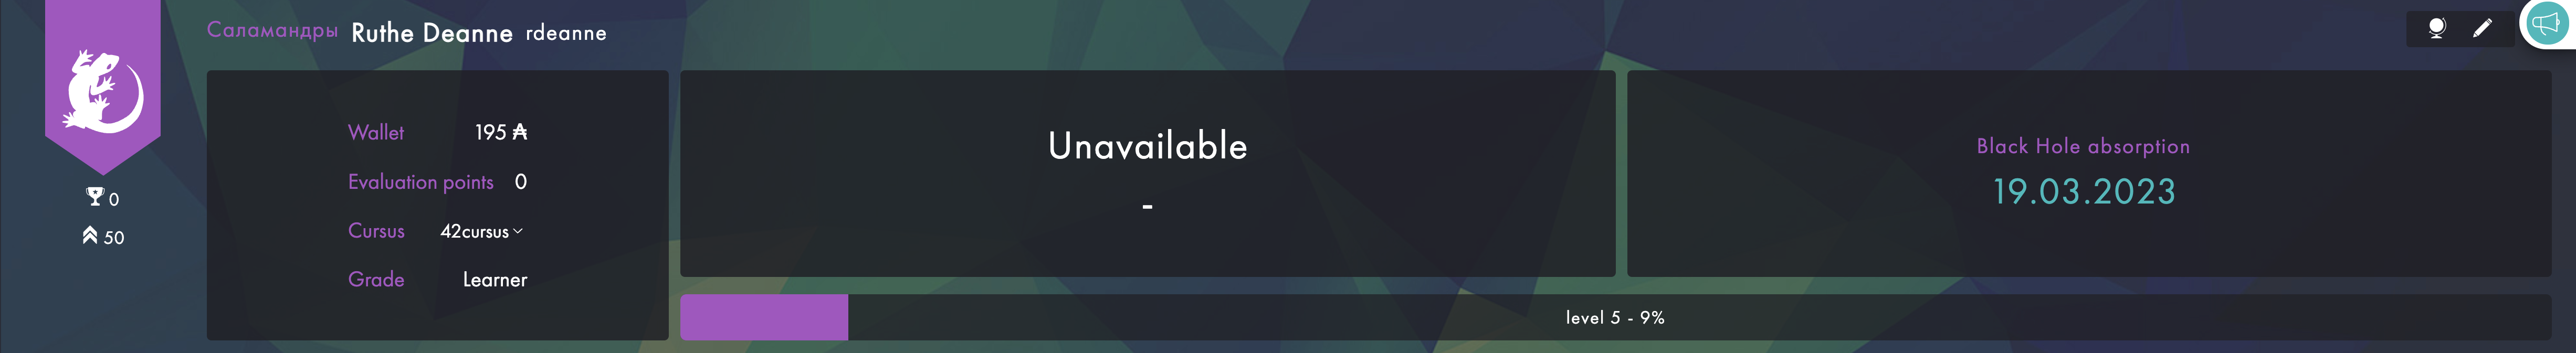 Саламандры Ruthe Deanne rdeanne
0
50
Wallet 195 ₳
Evaluation points 0
Cursus 42cursus
Grade Learner
Unavailable
-
Black Hole absorption
19.03.2023
level 5 - 9%